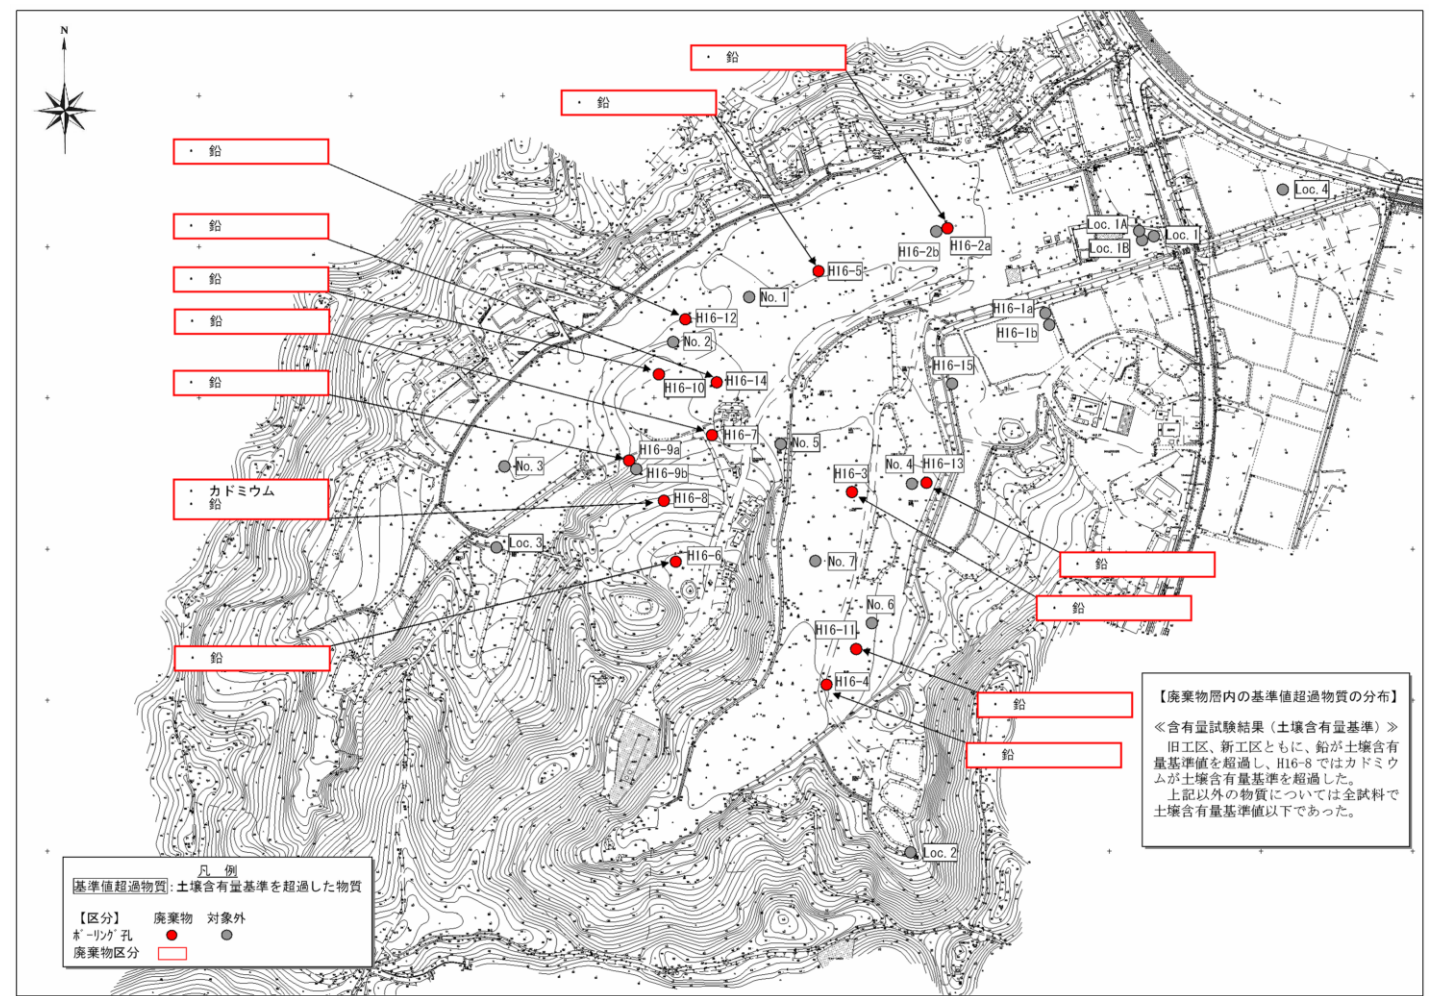 N
・ 鉛
・ 鉛
・ 鉛
・ 鉛
・ 鉛
・ 鉛
・ 鉛
・ カドミウム
・ 鉛
・ 鉛
Loc. 4
Loc. 1A
Loc. 1
Loc. 1B
H16-2b
H16-2a
H16-5
No. 1
H16-12
No. 2
H16-1a
H16-1b
H16-15
H16-10
H16-14
H16-7
No. 5
H16-9a
H16-9b
No. 3
H16-3
No. 4
H16-13
H16-8
Loc. 3
H16-6
No. 7
No. 6
H16-11
H16-4
Loc. 2
・ 鉛
・ 鉛
・ 鉛
・ 鉛
【廃棄物層内の基準値超過物質の分布】
≪含有量試験結果（土壌含有量基準）≫
旧工区、新工区ともに、鉛が土壌含有
量基準値を超過し、H16-8 ではカドミウ
ムが土壌含有量基準を超過した。
上記以外の物質については全試料で
土壌含有量基準値以下であった。
凡 例
基準値超過物質：土壌含有量基準を超過した物質
【区分】 廃棄物 対象外
ﾎﾞｰﾘﾝｸﾞ孔
廃棄物区分